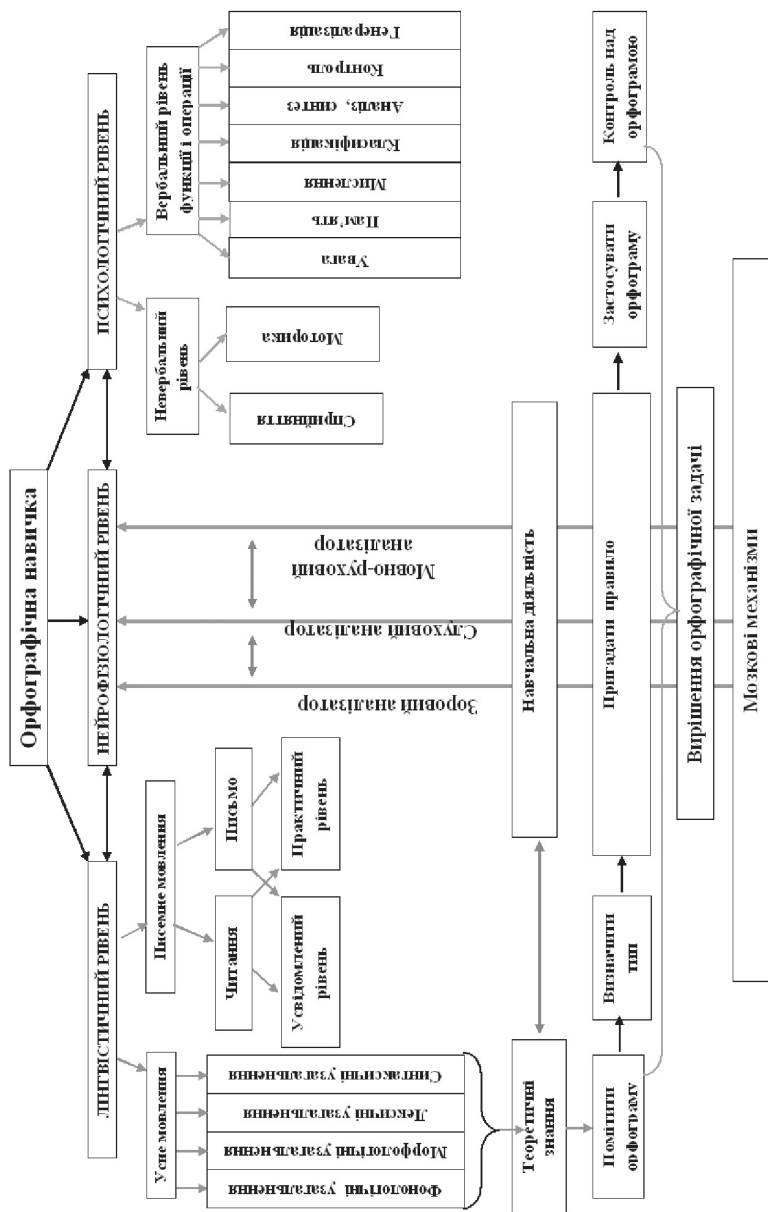 Орфографічна навичка
ЛІНГВІСТИЧНИЙ РІВЕНЬ
НЕЙРОФІЗІОЛОГІЧНИЙ РІВЕНЬ
ПСИХОЛОГІЧНИЙ РІВЕНЬ
Усне мовлення
Писемне мовлення
Невербальний
рівень
Вербальний рівень
функції і операції
Фонологічні узагальнення
Морфологічні узагальнення
Лексичні узагальнення
Синтаксичні узагальнення
Читання
Письмо
Усвідомлений
рівень
Практичний
рівень
Зоровий аналізатор
Слуховий аналізатор
Мовно-руховий
аналізатор
Сприйняття
Моторика
Увага
Пам’ять
Мислення
Класифікація
Аналіз, синтез
Контроль
Генералізація
Теоретичні
знання
Навчальна діяльність
Помітити
орфограму
Визначити
тип
Пригадати правило
Застосувати
орфограму
Контроль над
орфограмою
Вирішення орфографічної задачі
Мозкові механізми